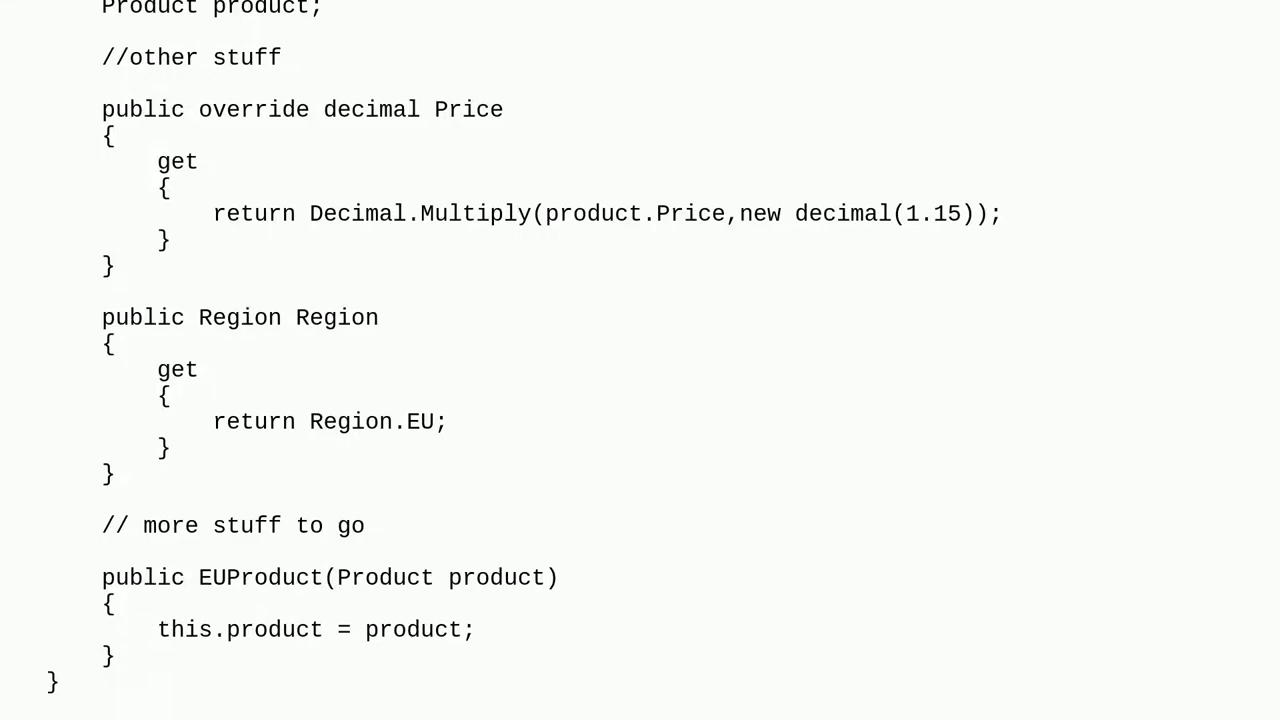 Product product;
//other stuff
public override decimal Price
{
get
{
return Decimal.Multiply(product.Price,new decimal(1.15));
}
}
public Region Region
{
get
{
return Region.EU;
}
}
// more stuff to go
public EUProduct(Product product)
{
this.product = product;
}
}